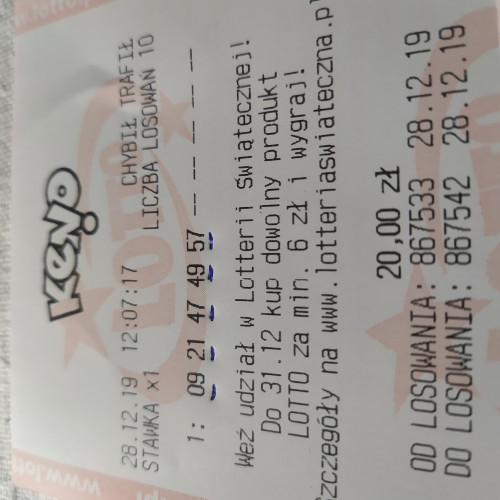 keno
28.12.19 12:07:17 CHYBIŁ TRAFIŁ
STAWKA x1 LICZBA LOSOWAŃ 10
1: 09 21 47 49 57 -- -- -- -- --
Weź udział w Lotterii Świątecznej!
Do 31.12 kup dowolny produkt
LOTTO za min. 6 zł i wygraj!
Szczegóły na www.lotteriaswiateczna.pl
20,00 zł
OD LOSOWANIA: 867533 28.12.19
DO LOSOWANIA: 867542 28.12.19